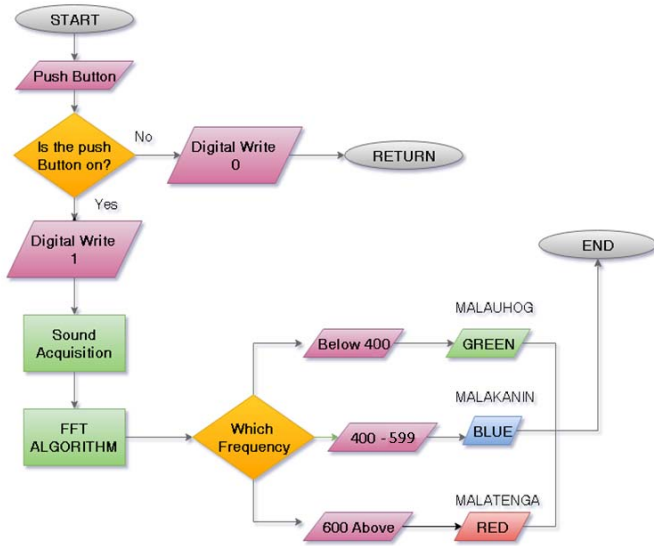 START
Push Button
Is the push
Button on?
No
Digital Write
0
RETURN
Yes
Digital Write
1
Sound
Acquisition
FFT
ALGORITHM
Which
Frequency
Below 400
MALAUHOG
GREEN
400 - 599
MALAKANIN
BLUE
600 Above
MALATENGA
RED
END